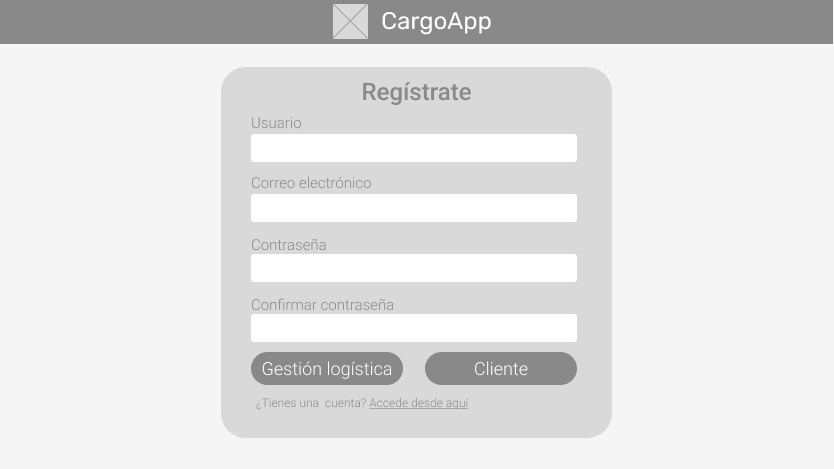 CargoApp
Regístrate
Usuario
Correo electrónico
Contraseña
Confirmar contraseña
Gestión logística
Cliente
¿Tienes una  cuenta? Accede desde aquí